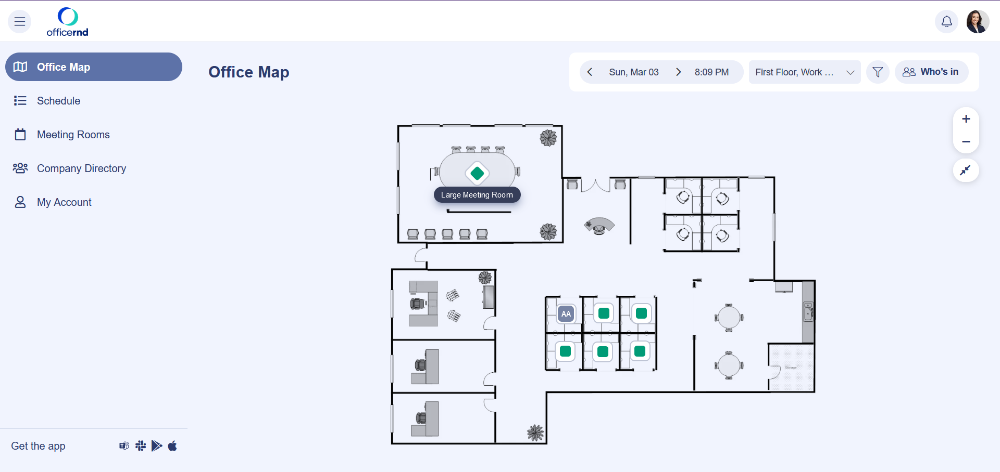 officernd
Office Map
Schedule
Meeting Rooms
Company Directory
My Account
Get the app
Office Map
Sun, Mar 03
8:09 PM
First Floor, Work ...
Who’s in
+
−
Large Meeting Room
AA
Storage